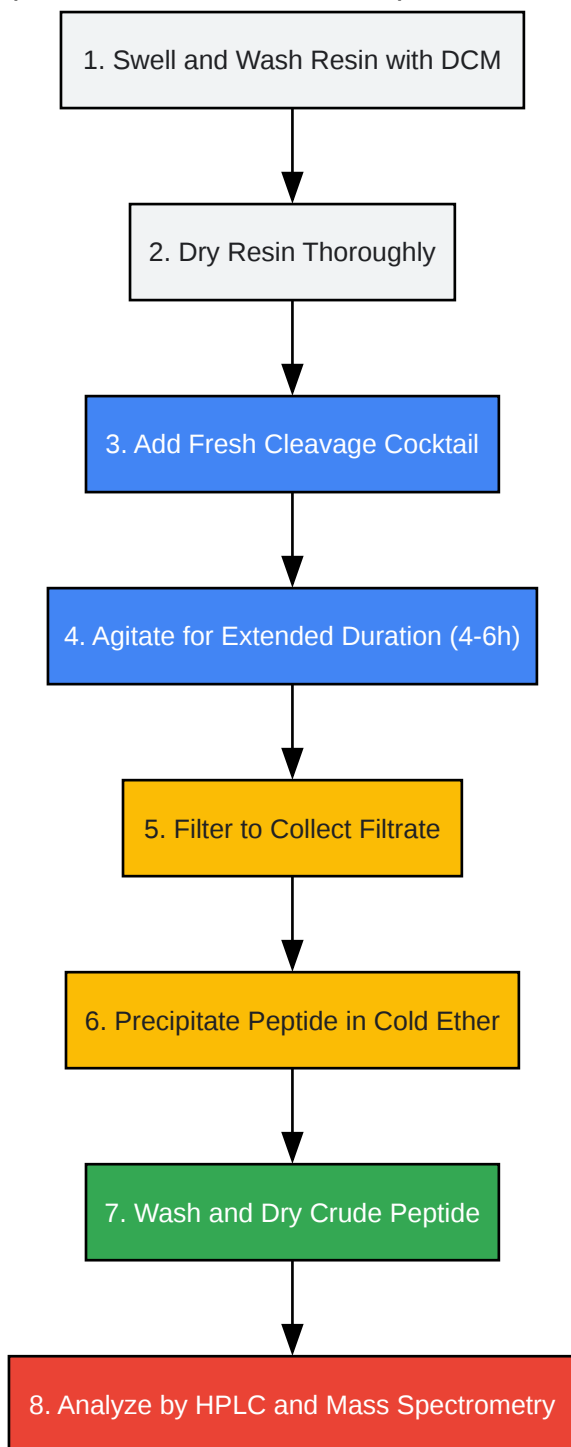 1. Swell and Wash Resin with DCM
2. Dry Resin Thoroughly
3. Add Fresh Cleavage Cocktail
4. Agitate for Extended Duration (4-6h)
5. Filter to Collect Filtrate
6. Precipitate Peptide in Cold Ether
7. Wash and Dry Crude Peptide
8. Analyze by HPLC and Mass Spectrometry